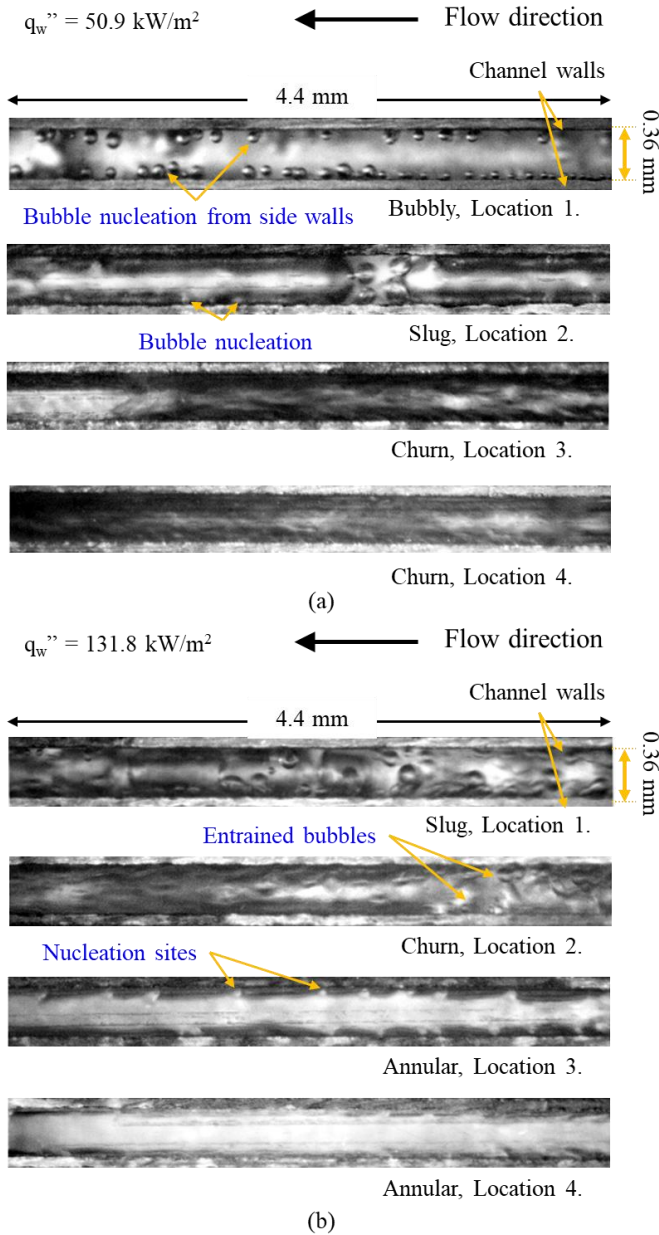 q_w” = 50.9 kW/m²
Flow direction
Channel walls
4.4 mm
0.36 mm
Bubble nucleation from side walls
Bubbly, Location 1.
Slug, Location 2.
Bubble nucleation
Churn, Location 3.
Churn, Location 4.
(a)
q_w” = 131.8 kW/m²
Flow direction
Channel walls
4.4 mm
0.36 mm
Slug, Location 1.
Entrained bubbles
Churn, Location 2.
Nucleation sites
Annular, Location 3.
Annular, Location 4.
(b)